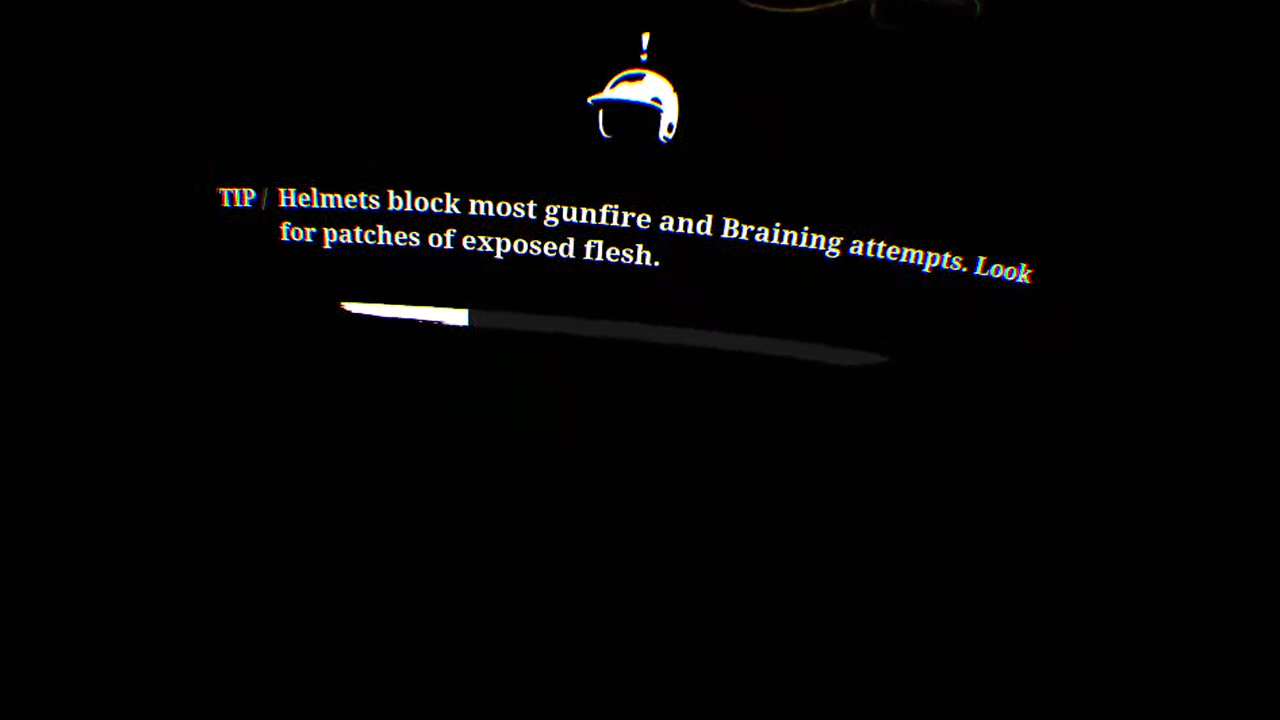 !
TIP / Helmets block most gunfire and Braining attempts. Look
for patches of exposed flesh.